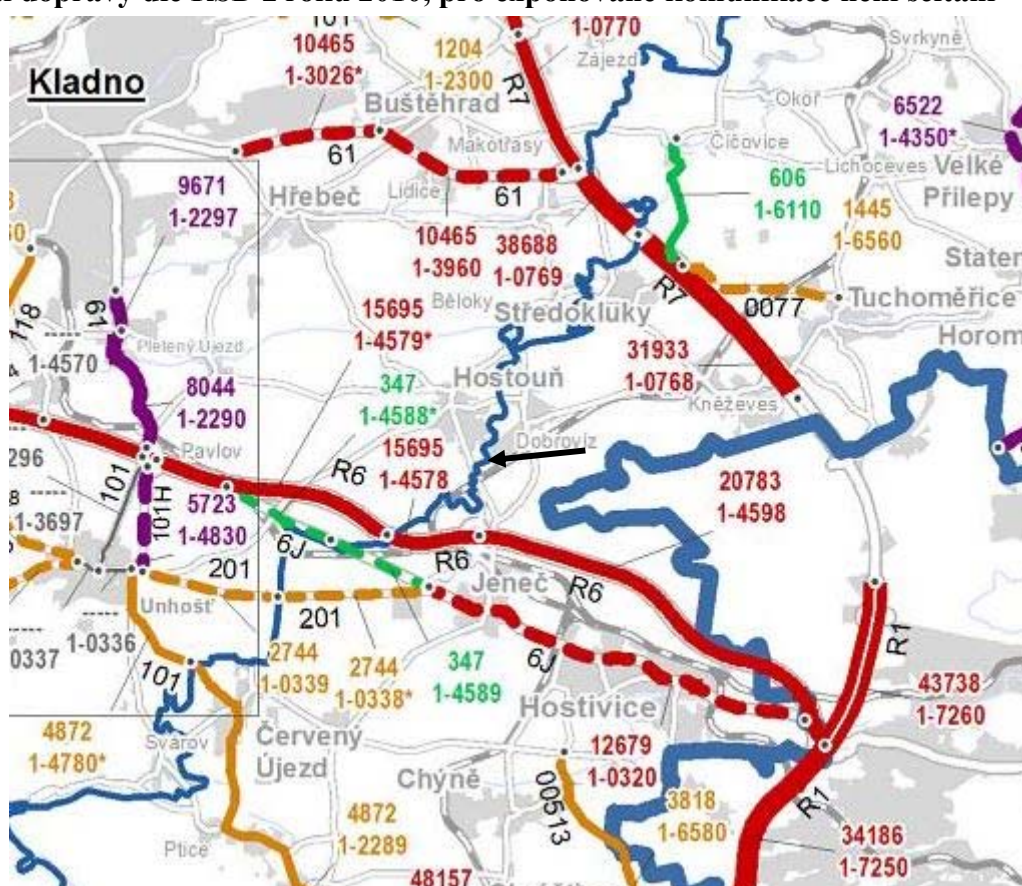 dopravy dle ŘSD z roku 2010, pro exponované komunikace není sčítání
101
10465
1-3026*
1204
1-2300
R7
1-0770
Zájezd
Svrkyně
Kladno
Buštěhrad
Okoř
6522
1-4350*
61
Makotřasy
Číčovice
Lichoceves
Velké
Přílepy
9671
1-2297
Hřebeč
Lidice
61
606
1-6110
1445
1-6560
10465
1-3960
38688
1-0769
Staten
R7
0077
Tuchoměřice
Běloky
Středokluky
15695
1-4579*
Horom
61
118
1-4570
Pletený Újezd
31933
1-0768
Hostouň
347
1-4588*
Kněževes
8044
1-2290
Dobrovíz
15695
1-4578
Pavlov
296
R6
101
101H
20783
1-4598
1-3697
5723
1-4830
6J
R6
R6
201
Jeneč
201
Unhošť
R1
0337
1-0336
2744
1-0339
2744
1-0338*
347
1-4589
6J
101
43738
1-7260
Hostivice
4872
1-4780*
Svárov
Červený
Újezd
12679
1-0320
Chýně
00513
3818
1-6580
R1
4872
1-2289
34186
1-7250
Ptice
48157